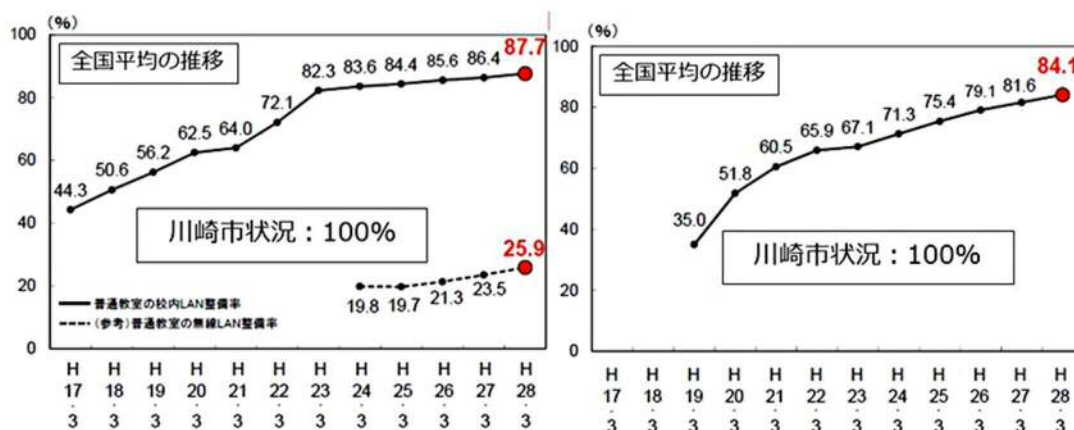 (%)
100
80
60
40
20
0
全国平均の推移
44.3
50.6
56.2
62.5
64.0
72.1
82.3
83.6
84.4
85.6
86.4
87.7
川崎市状況：100%
19.8
19.7
21.3
23.5
25.9
普通教室の校内LAN整備率
(参考)普通教室の無線LAN整備率
H H H H H H H H H H H H
17 18 19 20 21 22 23 24 25 26 27 28
・ ・ ・ ・ ・ ・ ・ ・ ・ ・ ・ ・
3 3 3 3 3 3 3 3 3 3 3 3
(%)
100
80
60
40
20
0
全国平均の推移
35.0
51.8
60.5
65.9
67.1
71.3
75.4
79.1
81.6
84.1
川崎市状況：100%
H H H H H H H H H H H H
17 18 19 20 21 22 23 24 25 26 27 28
・ ・ ・ ・ ・ ・ ・ ・ ・ ・ ・ ・
3 3 3 3 3 3 3 3 3 3 3 3